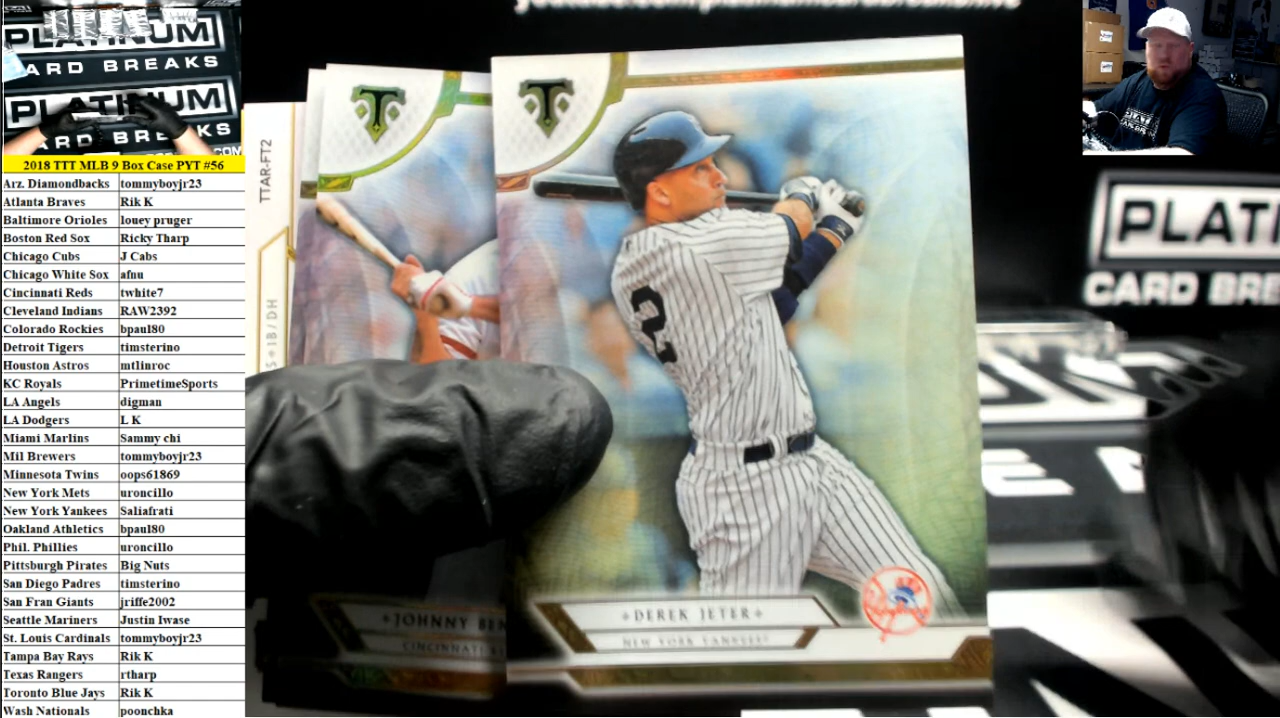 PLATINUM
CARD BREAKS
PLATINUM
2018 TTT MLB 9 Box Case PYT #56
Arz. Diamondbacks tommyboyjr23
Atlanta Braves Rik K
Baltimore Orioles louey pruger
Boston Red Sox Ricky Tharp
Chicago Cubs J Cabs
Chicago White Sox afnu
Cincinnati Reds twhite7
Cleveland Indians RAW2392
Colorado Rockies bpaul80
Detroit Tigers timsterino
Houston Astros mtlinroc
KC Royals PrimetimeSports
LA Angels digman
LA Dodgers L K
Miami Marlins Sammy chi
Mil Brewers tommyboyjr23
Minnesota Twins oops61869
New York Mets uroncillo
New York Yankees Saliafrati
Oakland Athletics bpaul80
Phil. Phillies uroncillo
Pittsburgh Pirates Big Nuts
San Diego Padres timsterino
San Fran Giants jriffe2002
Seattle Mariners Justin Iwase
St. Louis Cardinals tommyboyjr23
Tampa Bay Rays Rik K
Texas Rangers rtharp
Toronto Blue Jays Rik K
Wash Nationals poonchka
TTAR-FT2
1B/DH
T
JOHNNY BEN
CINCINNATI
T
2
DEREK JETER
NEW YORK YANKEES
PLATI
CARD BRE